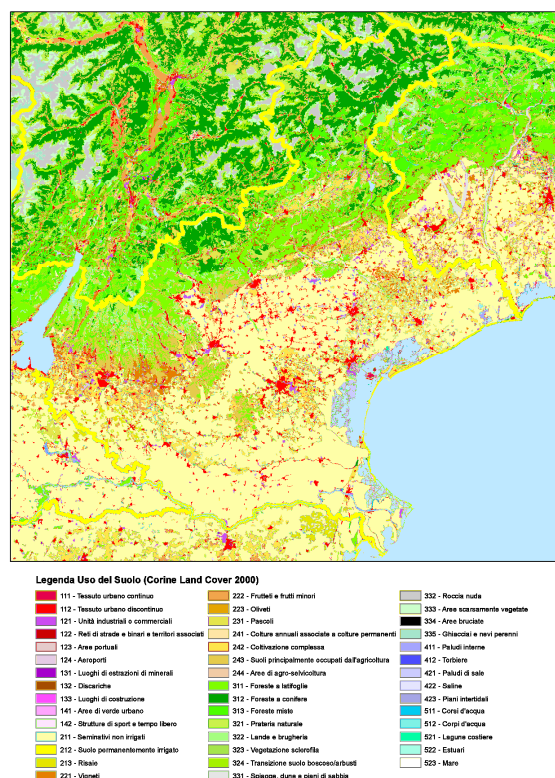 Legenda Uso del Suolo (Corine Land Cover 2000)
111 - Tessuto urbano continuo
112 - Tessuto urbano discontinuo
121 - Unità industriali e commerciali
122 - Reti di strade e binari e territori associati
123 - Aree portuali
124 - Aeroporti
131 - Luoghi di estrazioni di minerali
132 - Discariche
133 - Luoghi di costruzione
141 - Aree di verde urbano
142 - Strutture di sport e tempo libero
211 - Seminativi non irrigati
212 - Suolo permanentemente irrigato
213 - Risaie
221 - Vigneti
222 - Frutteti e frutti minori
223 - Oliveti
231 - Pascoli
241 - Colture annuali associate a colture permanenti
242 - Coltivazione complessa
243 - Suoli principalmente occupati dall'agricoltura
244 - Aree di agro-selvicoltura
311 - Foreste a latifoglie
312 - Foreste a conifere
313 - Foreste miste
321 - Prateria naturale
322 - Lande e brughiera
323 - Vegetazione sclerofila
324 - Transizione suolo boscoso/arbusti
331 - Spiagge, dune e piani di sabbia
332 - Roccia nuda
333 - Aree scarsamente vegetate
334 - Aree bruciate
335 - Ghiacci e nevi perenni
411 - Paludi interne
412 - Torbiere
421 - Paludi di sale
422 - Saline
423 - Piani intertidali
511 - Corsi d'acqua
512 - Corpi d'acqua
521 - Lagune costiere
522 - Estuari
523 - Mare